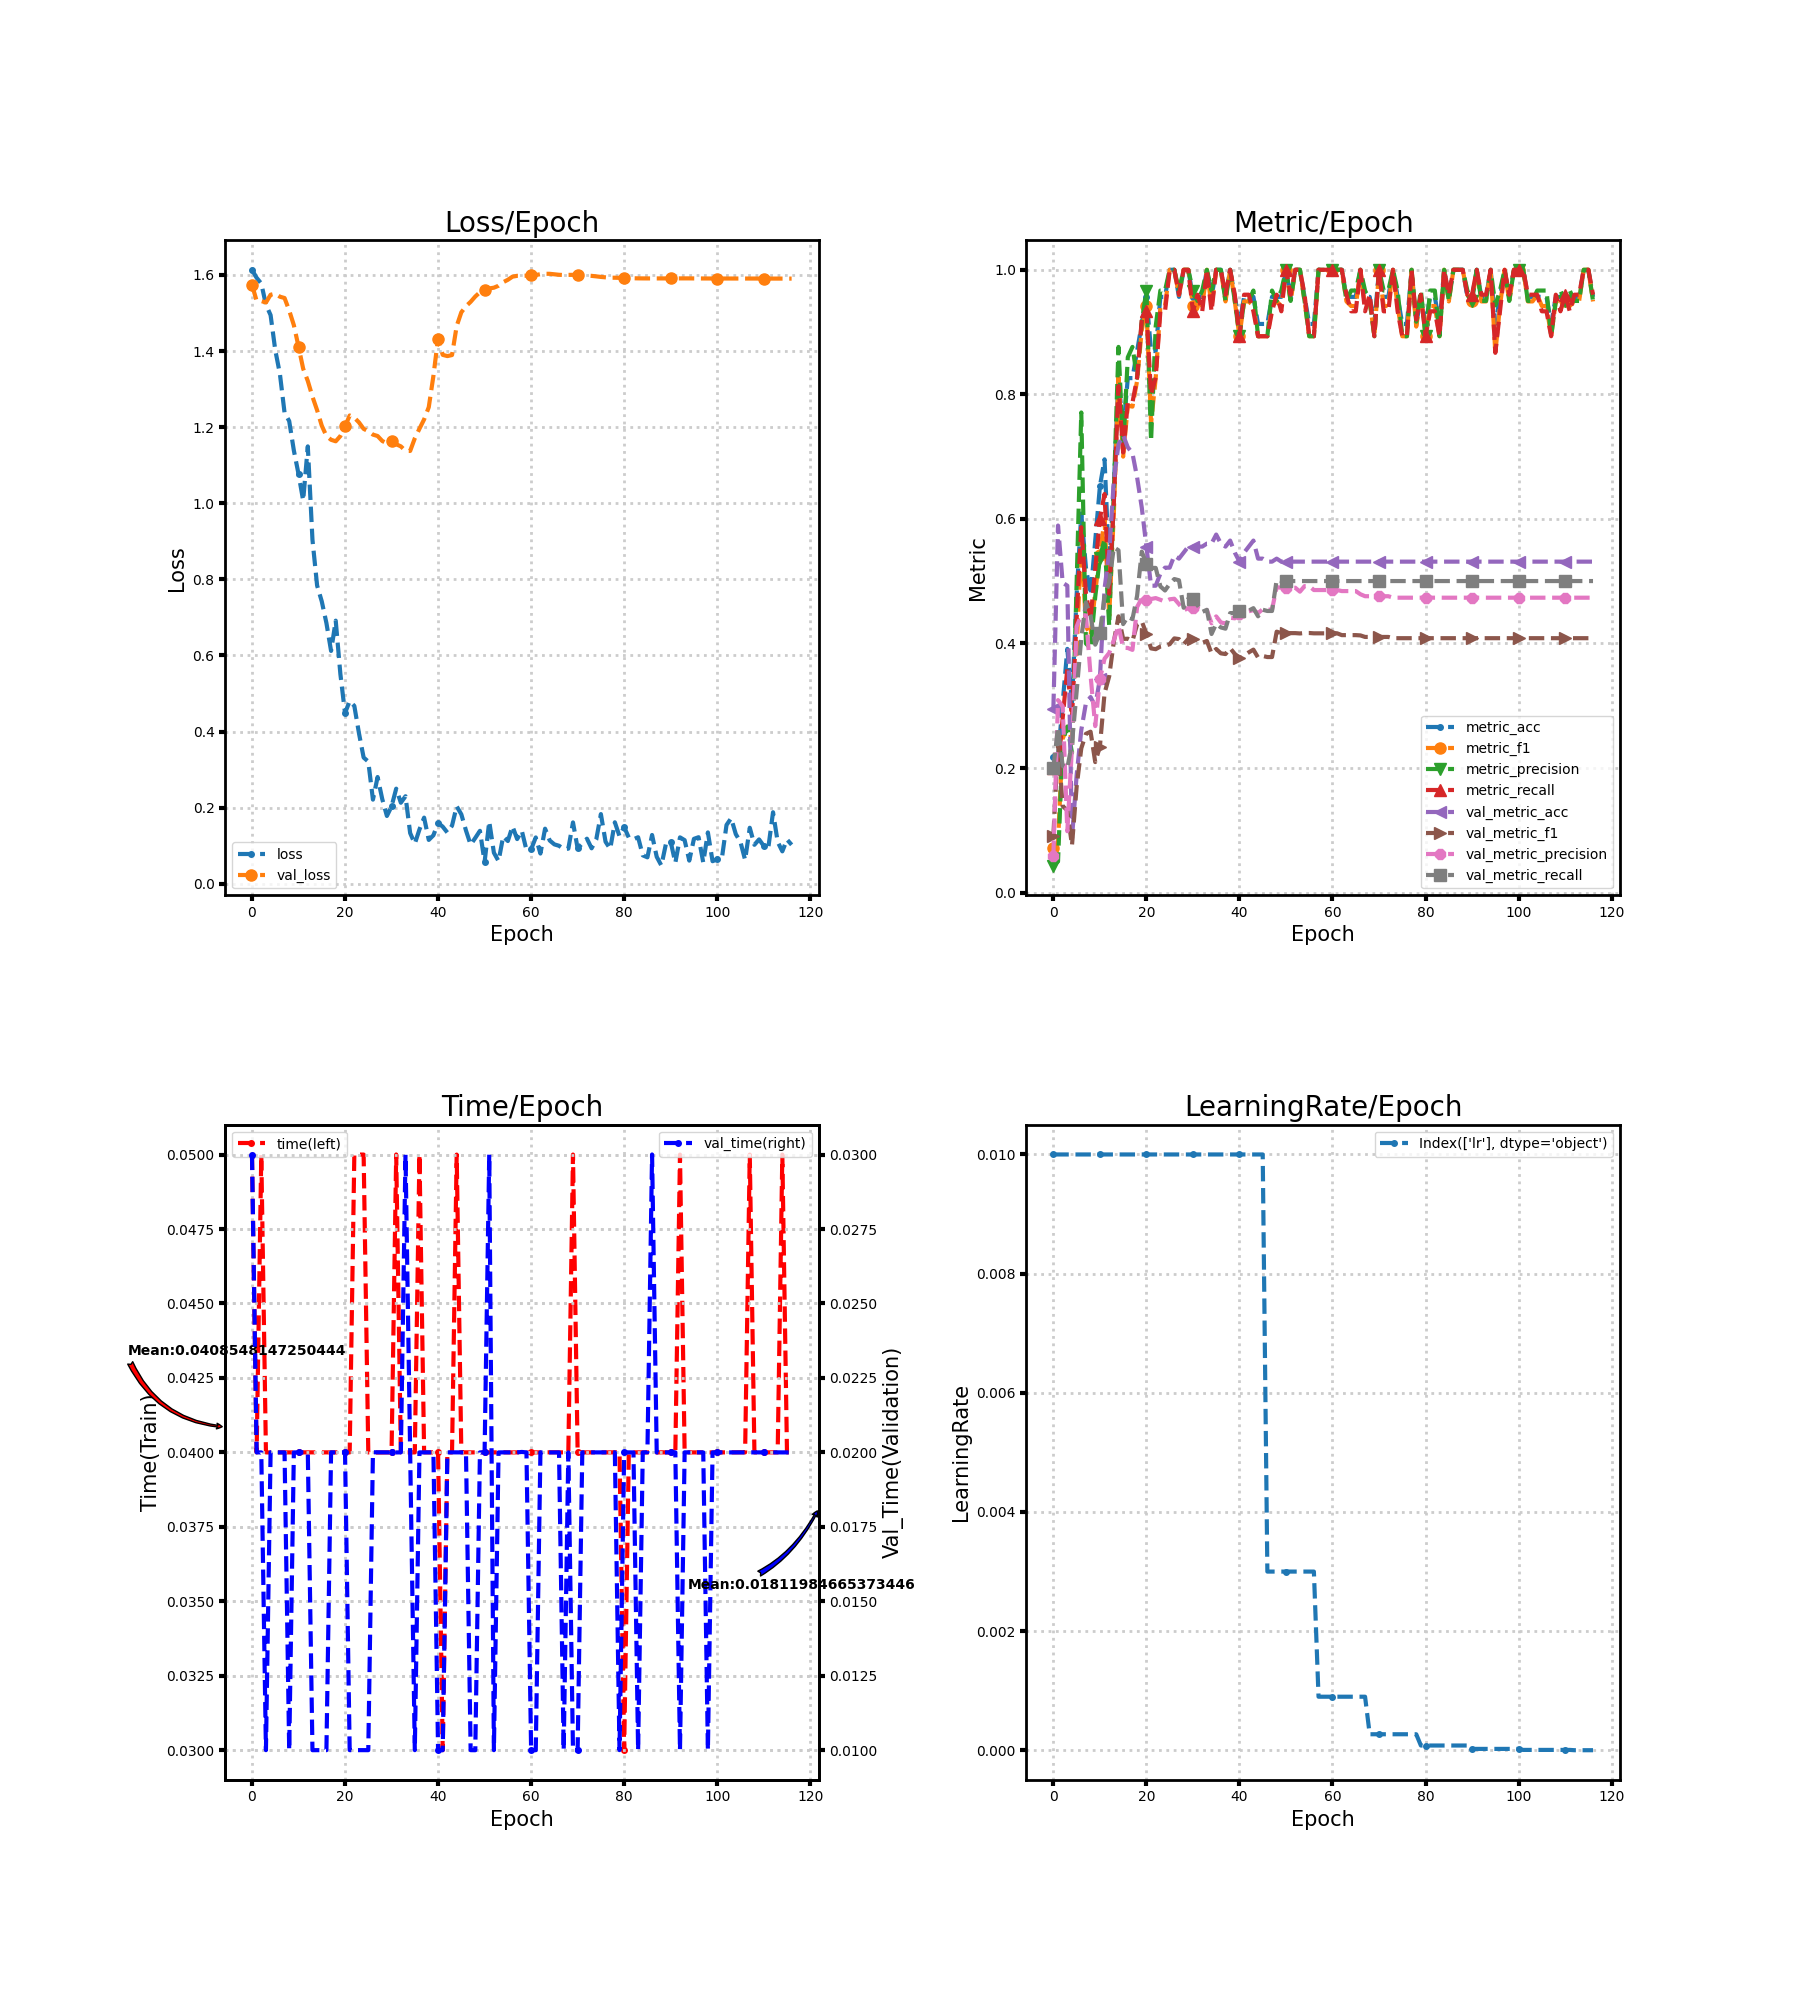 Loss/Epoch
1.6
1.4
1.2
1.0
0.8
0.6
0.4
0.2
0.0
Loss
loss
val_loss
0 20 40 60 80 100 120
Epoch
Metric/Epoch
1.0
0.8
0.6
0.4
0.2
0.0
Metric
metric_acc
metric_f1
metric_precision
metric_recall
val_metric_acc
val_metric_f1
val_metric_precision
val_metric_recall
0 20 40 60 80 100 120
Epoch
Time/Epoch
time(left)
val_time(right)
0.0500
0.0475
0.0450
0.0425
0.0400
0.0375
0.0350
0.0325
0.0300
Time(Train)
Mean:0.0408548147250444
0.0300
0.0275
0.0250
0.0225
0.0200
0.0175
0.0150
0.0125
0.0100
Val_Time(Validation)
Mean:0.01811984665373446
0 20 40 60 80 100 120
Epoch
LearningRate/Epoch
Index(['lr'], dtype='object')
0.010
0.008
0.006
0.004
0.002
0.000
LearningRate
0 20 40 60 80 100 120
Epoch